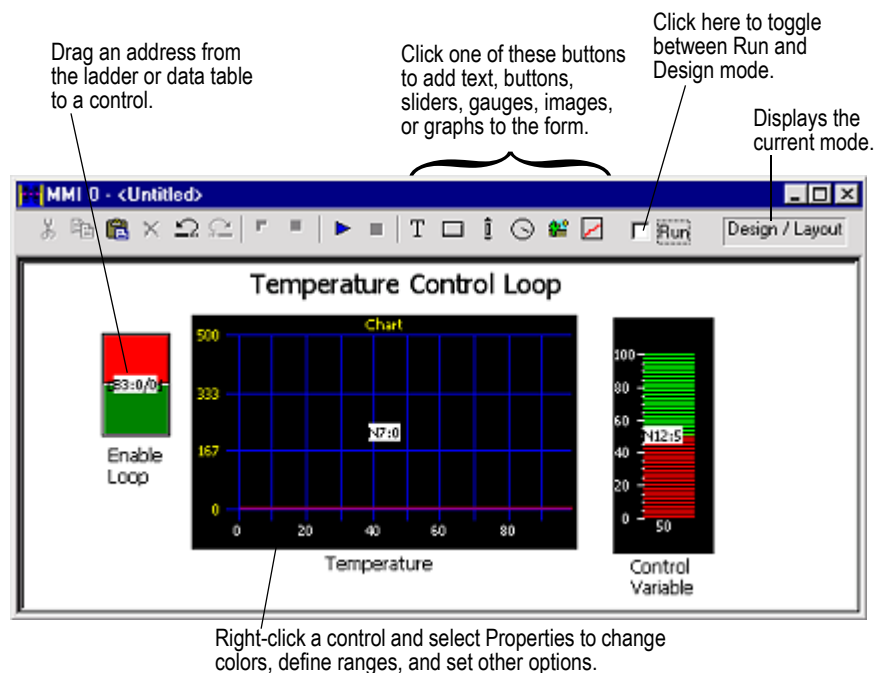 Drag an address from
the ladder or data table
to a control.
Click one of these buttons
to add text, buttons,
sliders, gauges, images,
or graphs to the form.
Click here to toggle
between Run and
Design mode.
Displays the
current mode.
MMI 0 - <Untitled>
T
Run
Design / Layout
Temperature Control Loop
B3:0/0
Enable
Loop
Chart
500
333
167
0
N7:0
0 20 40 60 80
Temperature
100
80
60
40
20
0
N12:5
50
Control
Variable
Right-click a control and select Properties to change
colors, define ranges, and set other options.